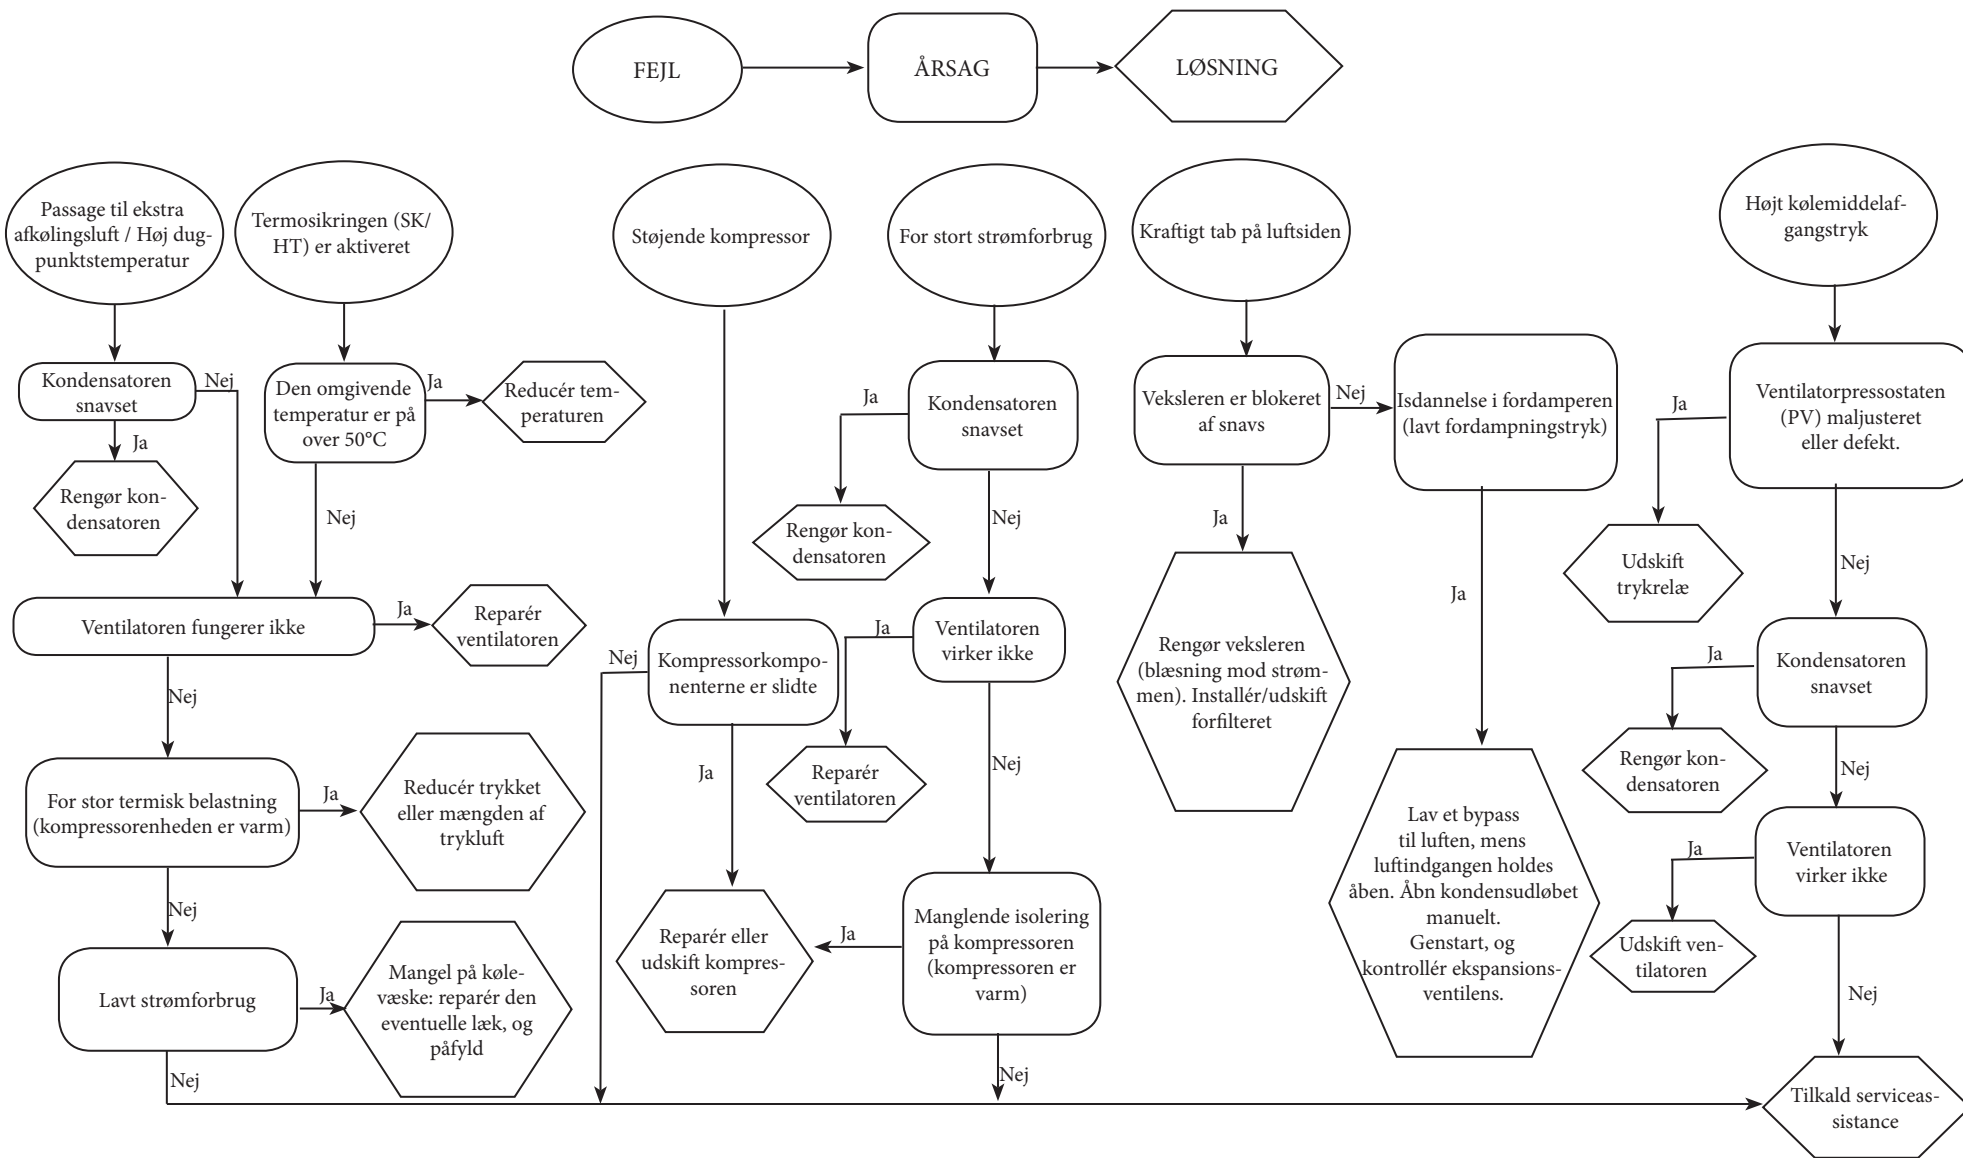 FEJL
ÅRSAG
LØSNING
Passage til ekstra
afkølingsluft / Høj dug-
punktstemperatur
Kondensatoren
snavset
Nej
Ja
Rengør kon-
densatoren
Termosikringen (SK/
HT) er aktiveret
Den omgivende
temperatur er på
over 50°C
Ja
Reducér tem-
peraturen
Nej
Ventilatoren fungerer ikke
Ja
Reparér
ventilatoren
Nej
For stor termisk belastning
(kompressorenheden er varm)
Ja
Reducér trykket
eller mængden af
trykluft
Nej
Lavt strømforbrug
Ja
Mangel på køle-
væske: reparér den
eventuelle læk, og
påfyld
Nej
Støjende kompressor
Kompressorkompo-
nenterne er slidte
Nej
Ja
Reparér eller
udskift kompres-
soren
For stort strømforbrug
Kondensatoren
snavset
Ja
Rengør kon-
densatoren
Nej
Ventilatoren
virker ikke
Ja
Reparér
ventilatoren
Nej
Manglende isolering
på kompressoren
(kompressoren er
varm)
Ja
Nej
Kraftigt tab på luftsiden
Veksleren er blokeret
af snavs
Nej
Ja
Rengør veksleren
(blæsning mod strøm-
men). Installér/udskift
forfilteret
Isdannelse i fordamperen
(lavt fordampningstryk)
Ja
Lav et bypass
til luften, mens
luftindgangen holdes
åben. Åbn kondensudløbet
manuelt.
Genstart, og
kontrollér ekspansions-
ventilens.
Højt kølemiddelaf-
gangstryk
Ventilatorpressostaten
(PV) maljusteret
eller defekt.
Ja
Udskift
trykrelæ
Nej
Kondensatoren
snavset
Ja
Rengør kon-
densatoren
Nej
Ventilatoren
virker ikke
Ja
Udskift ven-
tilatoren
Nej
Tilkald serviceas-
sistance